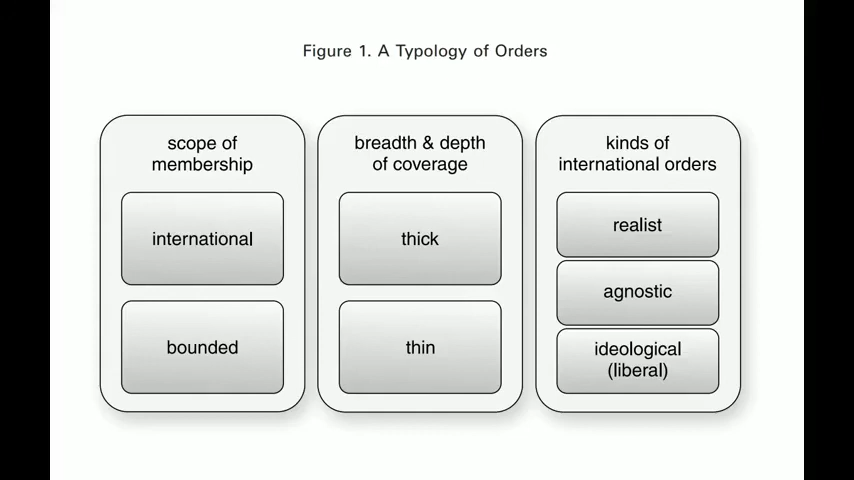 Figure 1. A Typology of Orders
scope of
membership
international
bounded
breadth & depth
of coverage
thick
thin
kinds of
international orders
realist
agnostic
ideological
(liberal)